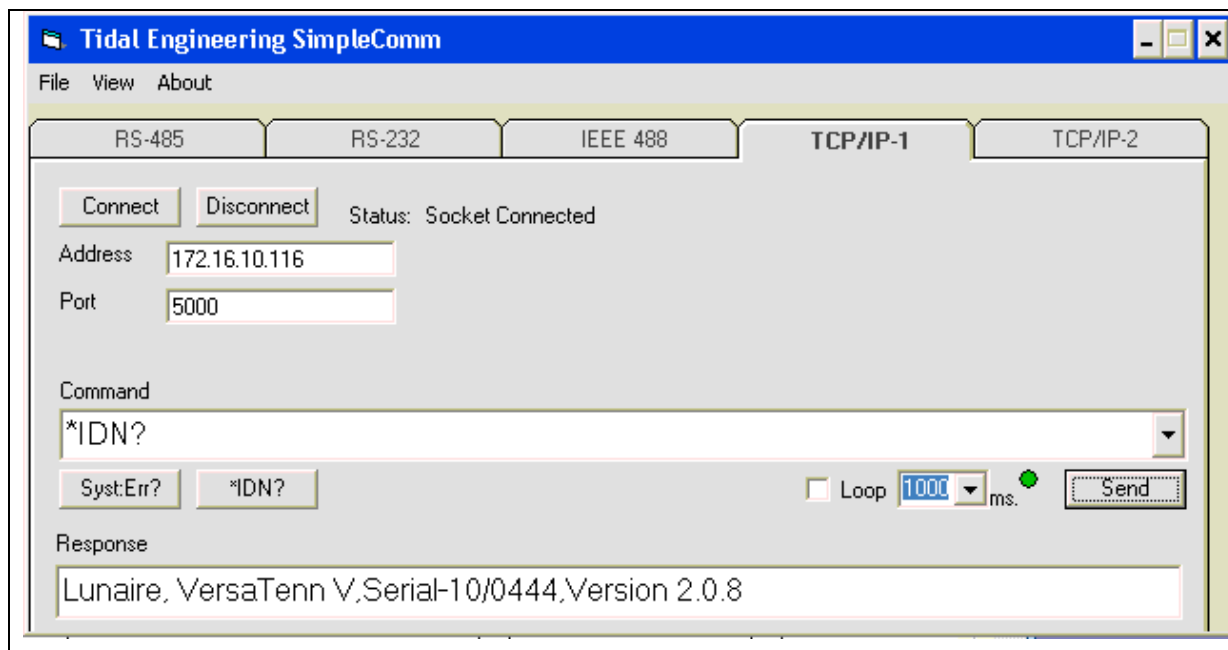 Tidal Engineering SimpleComm
File View About
RS-485 RS-232 IEEE 488 TCP/IP-1 TCP/IP-2
Connect Disconnect Status: Socket Connected
Address 172.16.10.116
Port 5000
Command
*IDN?
Syst:Err? *IDN? Loop 1000 ms. Send
Response
Lunaire, VersaTenn V,Serial-10/0444,Version 2.0.8